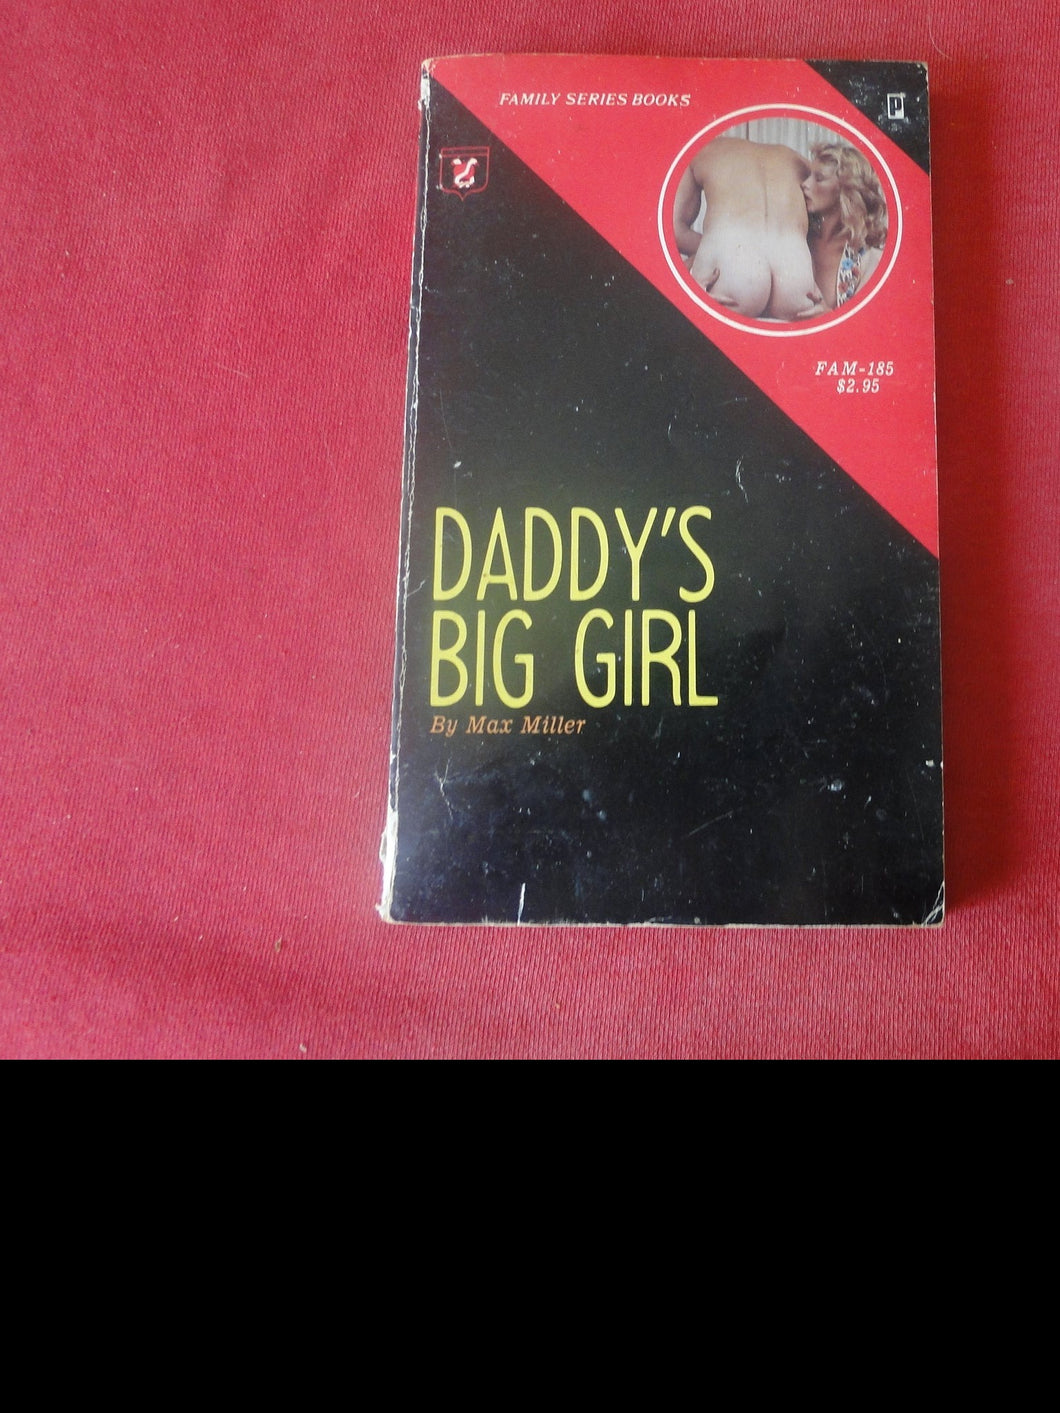 FAMILY SERIES BOOKS
P
FAM-185
$2.95
DADDY'S
BIG GIRL
By Max Miller